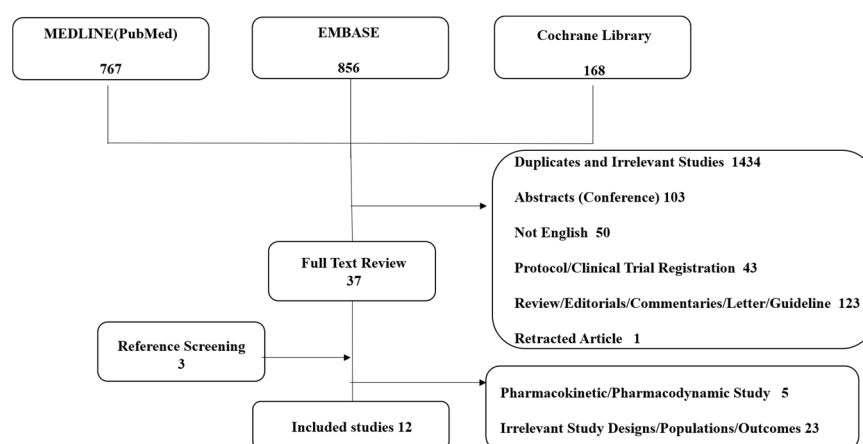 MEDLINE(PubMed)
767
EMBASE
856
Cochrane Library
168
Duplicates and Irrelevant Studies 1434
Abstracts (Conference) 103
Not English 50
Protocol/Clinical Trial Registration 43
Review/Editorials/Commentaries/Letter/Guideline 123
Retracted Article 1
Full Text Review
37
Reference Screening
3
Pharmacokinetic/Pharmacodynamic Study 5
Irrelevant Study Designs/Populations/Outcomes 23
Included studies 12